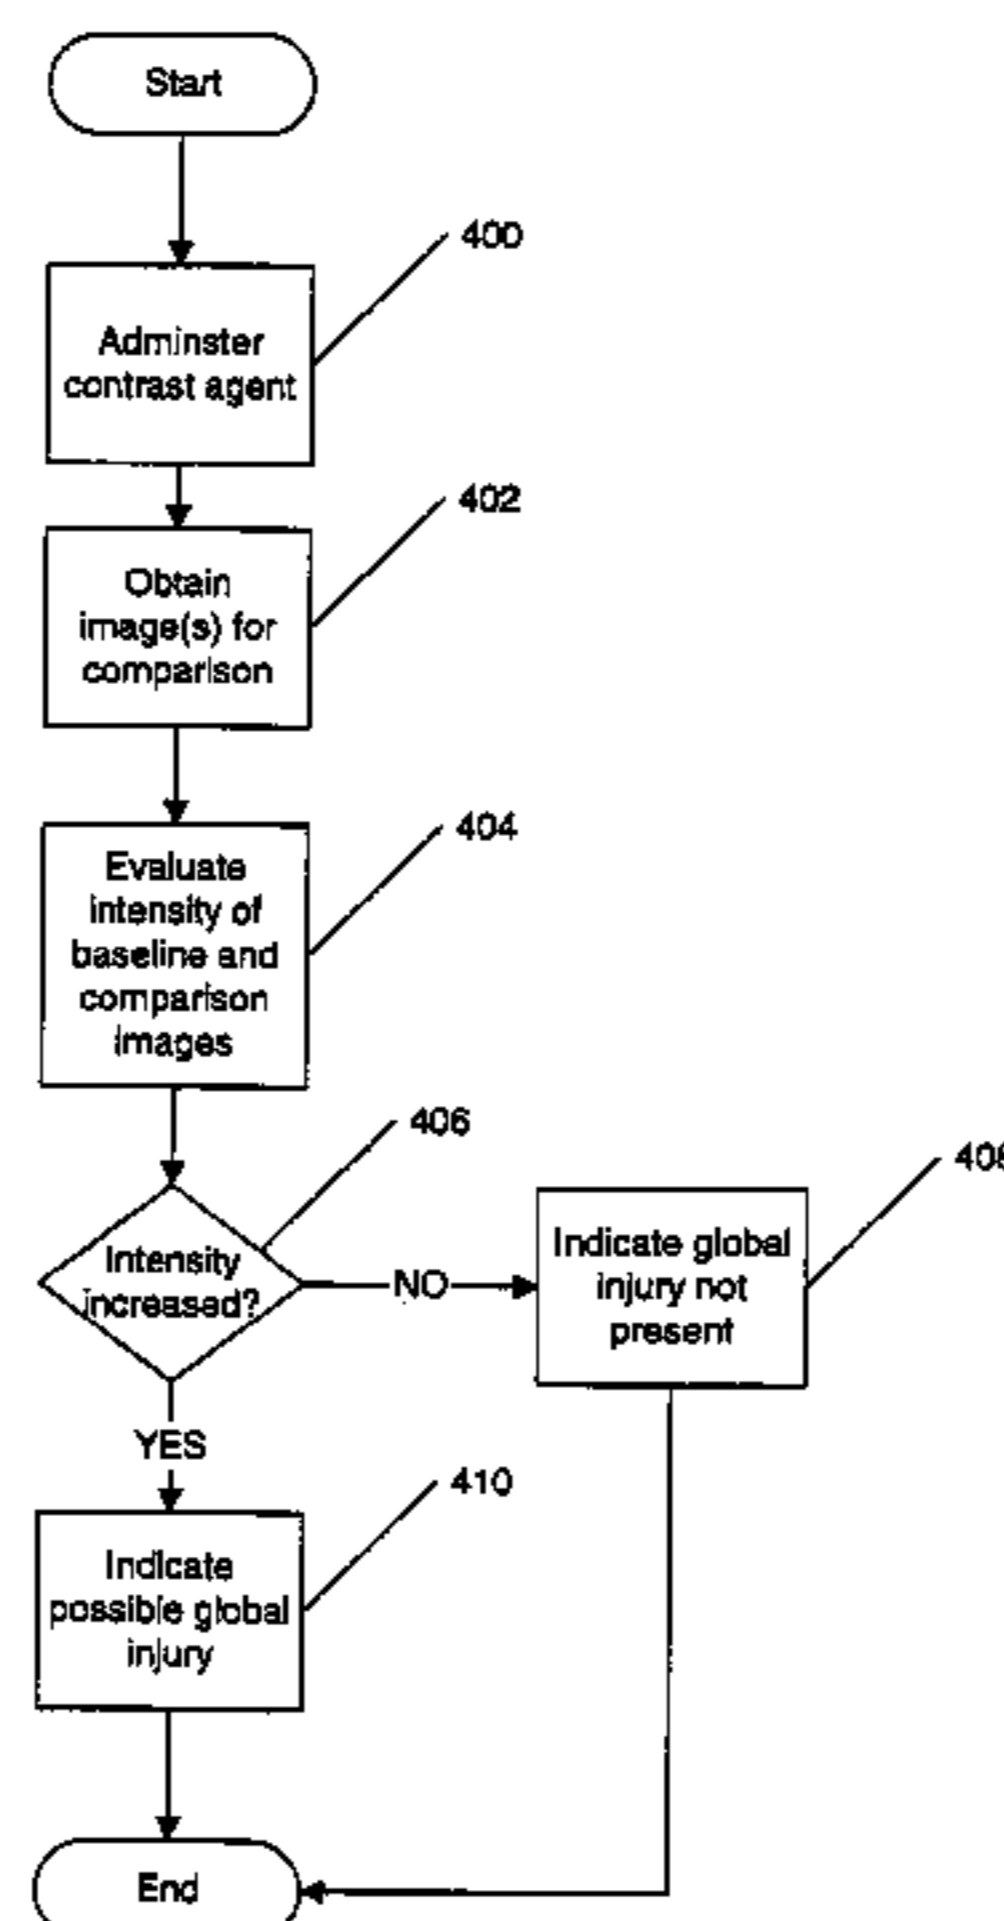 Start
400
Adminster
contrast agent
402
Obtain
image(s) for
comparison
404
Evaluate
intensity of
baseline and
comparison
images
406
Intensity
increased?
NO
Indicate global
injury not
present
YES
410
Indicate
possible global
injury
End